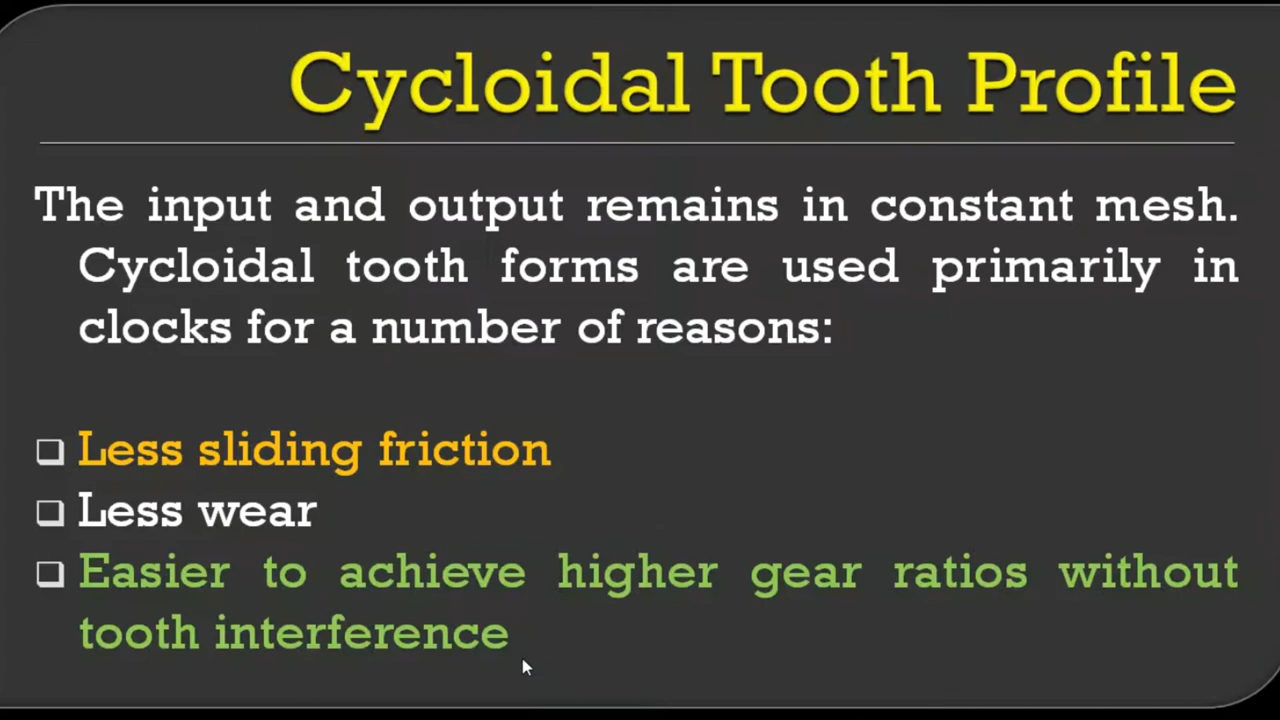 Cycloidal Tooth Profile
The input and output remains in constant mesh.
Cycloidal tooth forms are used primarily in
clocks for a number of reasons:
Less sliding friction
Less wear
Easier to achieve higher gear ratios without
tooth interference